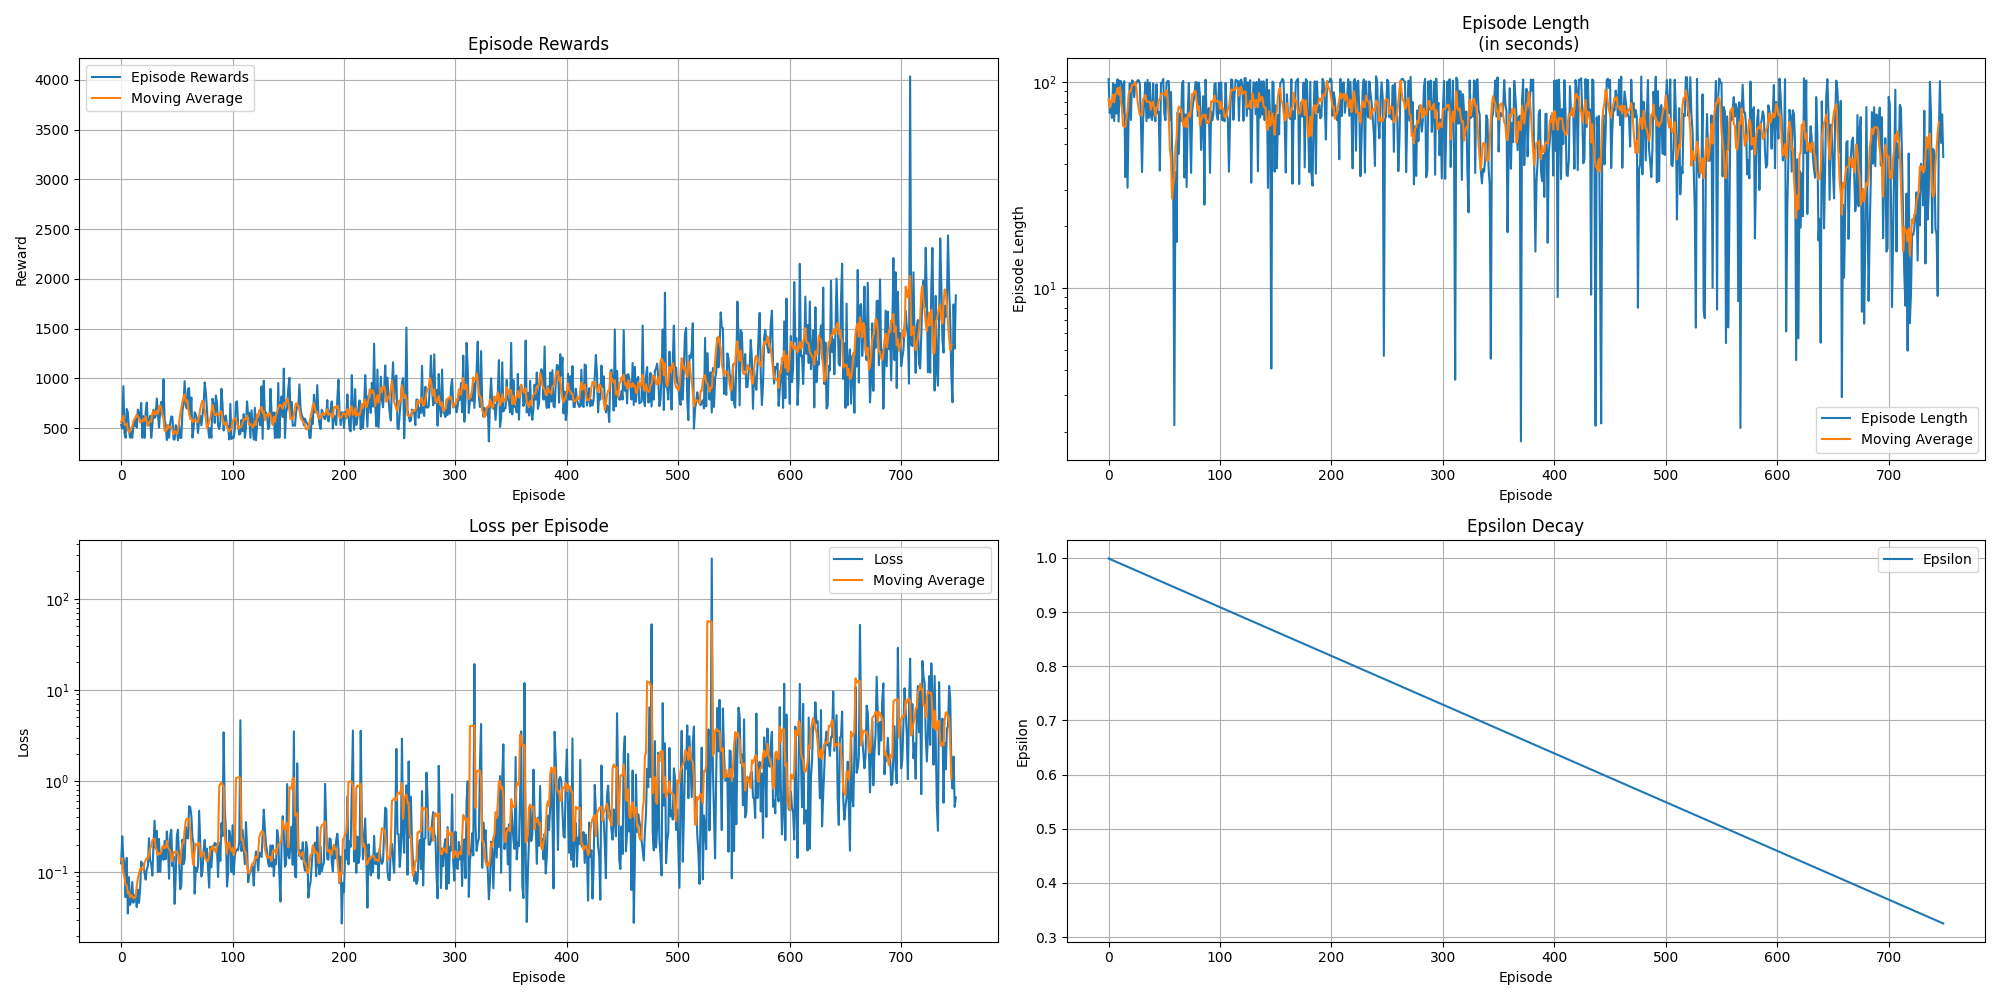 Episode Rewards
Episode Rewards
Moving Average
4000
3500
3000
2500
2000
1500
1000
500
Reward
0 100 200 300 400 500 600 700
Episode
Episode Length
(in seconds)
10²
10¹
Episode Length
Episode Length
Moving Average
0 100 200 300 400 500 600 700
Episode
Loss per Episode
Loss
Moving Average
10²
10¹
10⁰
10⁻¹
Loss
0 100 200 300 400 500 600 700
Episode
Epsilon Decay
Epsilon
1.0
0.9
0.8
0.7
0.6
0.5
0.4
0.3
Epsilon
0 100 200 300 400 500 600 700
Episode